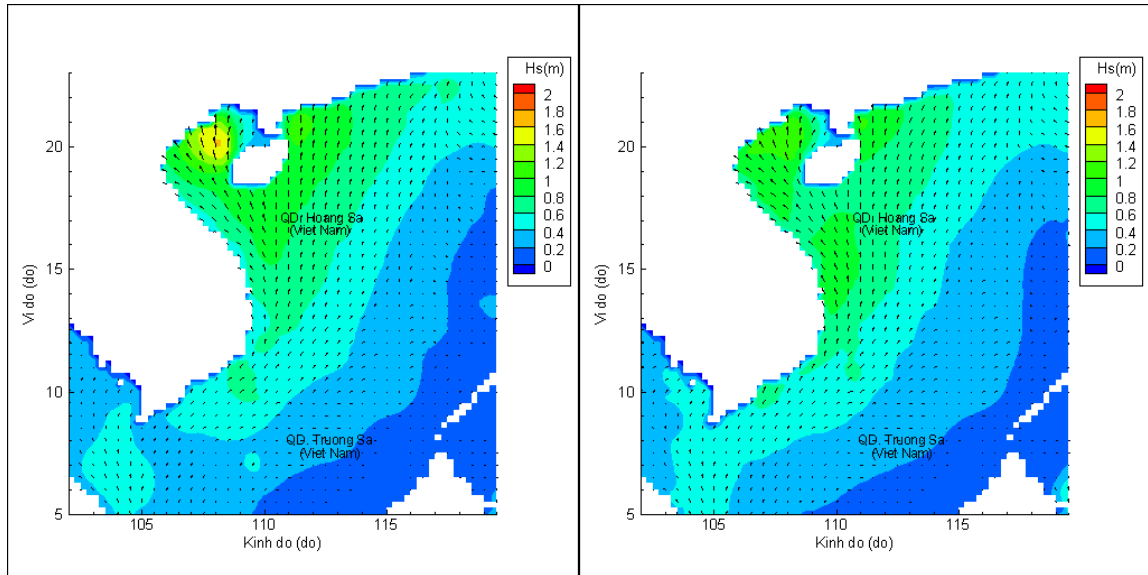 Hs(m)
2
1.8
1.6
1.4
1.2
1
0.8
0.6
0.4
0.2
0
20
15
10
5
Vi do (do)
QDr Hoang Sa
(Viet Nam)
QD. Truong Sa
(Viet Nam)
105
110
115
Kinh do (do)
Hs(m)
2
1.8
1.6
1.4
1.2
1
0.8
0.6
0.4
0.2
0
20
15
10
5
Vi do (do)
QDı Hoang Sa
(Viet Nam)
QD. Truong Sa
(Viet Nam)
105
110
115
Kinh do (do)